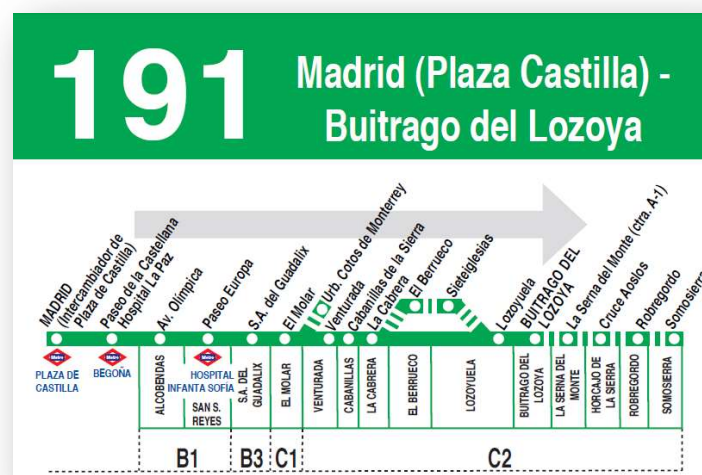 191
Madrid (Plaza Castilla) -
Buitrago del Lozoya
MADRID
(Intercambiador de
Plaza de Castilla)
Paseo de la Castellana
Hospital La Paz
Av. Olímpica
Paseo Europa
S.A. del Guadalix
El Molar
Urb. Cotos de Monterrey
Venturada
Cabanillas de la Sierra
La Cabrera
El Berrueco
Sieteiglesias
Lozoyuela
BUITRAGO DEL
LOZOYA
La Serna del Monte (ctra. A-1)
Cruce Aoslos
Robregordo
Somosierra
Metro
PLAZA DE
CASTILLA
Metro
BEGOÑA
Metro
HOSPITAL
INFANTA SOFÍA
ALCOBENDAS
SAN S.
REYES
S.A. DEL
GUADALIX
EL MOLAR
VENTURADA
CABANILLAS
LA CABRERA
EL BERRUECO
LOZOYUELA
BUITRAGO DEL
LOZOYA
LA SERNA DEL
MONTE
HORCAJO DE
LA SIERRA
ROBREGORDO
SOMOSIERRA
B1
B3
C1
C2